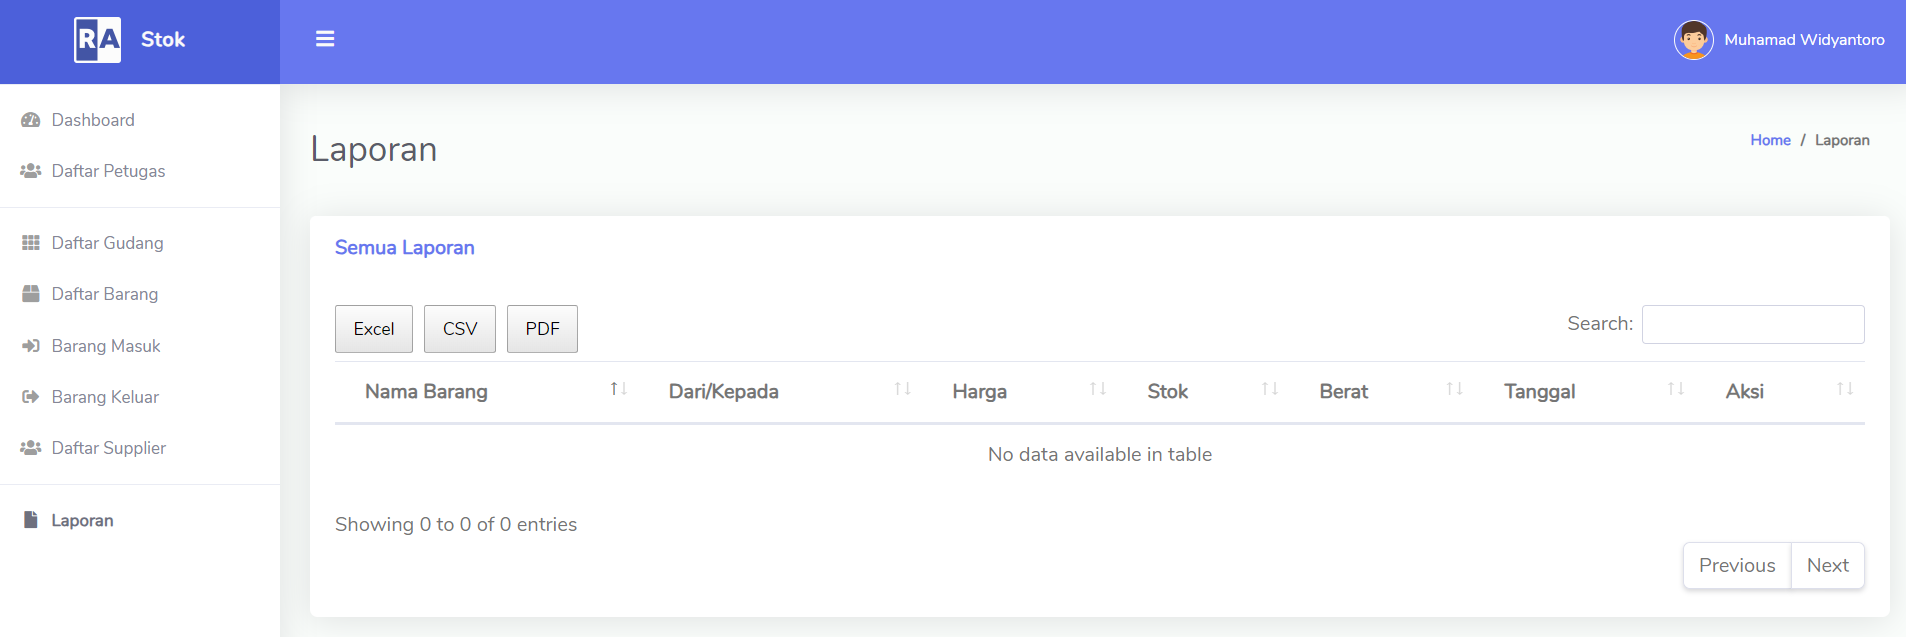 RA Stok
Muhamad Widyantoro
Dashboard
Daftar Petugas
Daftar Gudang
Daftar Barang
Barang Masuk
Barang Keluar
Daftar Supplier
Laporan
Laporan
Home / Laporan
Semua Laporan
Excel CSV PDF
Search:
Nama Barang Dari/Kepada Harga Stok Berat Tanggal Aksi
No data available in table
Showing 0 to 0 of 0 entries
Previous Next